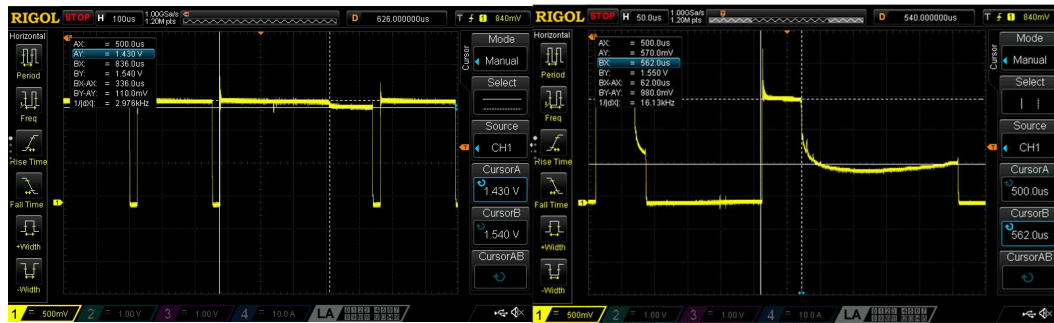 RIGOL STOP H 100us 1.00GSa/s 1.20M pts D 626.000000us T 1 840mV
Horizontal
Period
Freq
Rise Time
Fall Time
+Width
-Width
AX: = 500.0us
AY: = 1.430 V
BX: = 836.0us
BY: = 1.540 V
BX-AX: = 336.0us
BY-AY: = 110.0mV
1/|dX|: = 2.976kHz
Cursor
Mode
Manual
Select
Source
CH1
CursorA
1.430 V
CursorB
1.540 V
CursorAB
1 = 500mV 2 = 1.00 V 3 = 1.00 V 4 = 10.0 A LA
RIGOL STOP H 50.0us 1.00GSa/s 1.20M pts D 540.000000us T 1 840mV
Horizontal
Period
Freq
Rise Time
Fall Time
+Width
-Width
AX: = 500.0us
AY: = 570.0mV
BX: = 562.0us
BY: = 1.550 V
BX-AX: = 62.00us
BY-AY: = 980.0mV
1/|dX|: = 16.13kHz
Cursor
Mode
Manual
Select
Source
CH1
CursorA
500.0us
CursorB
562.0us
CursorAB
1 = 500mV 2 = 1.00 V 3 = 1.00 V 4 = 10.0 A LA